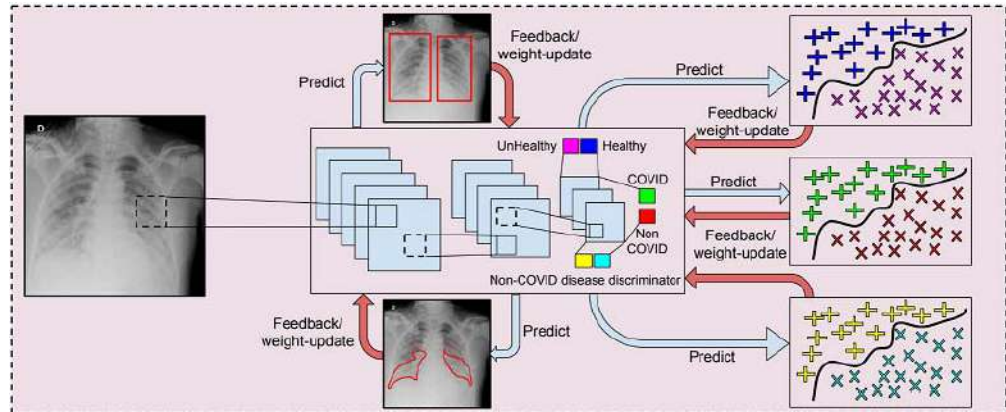 Feedback/
weight-update
Predict
Predict
Feedback/
weight-update
D
UnHealthy
Healthy
COVID
Predict
Non
COVID
Feedback/
weight-update
Non-COVID disease discriminator
Feedback/
weight-update
Predict
Predict